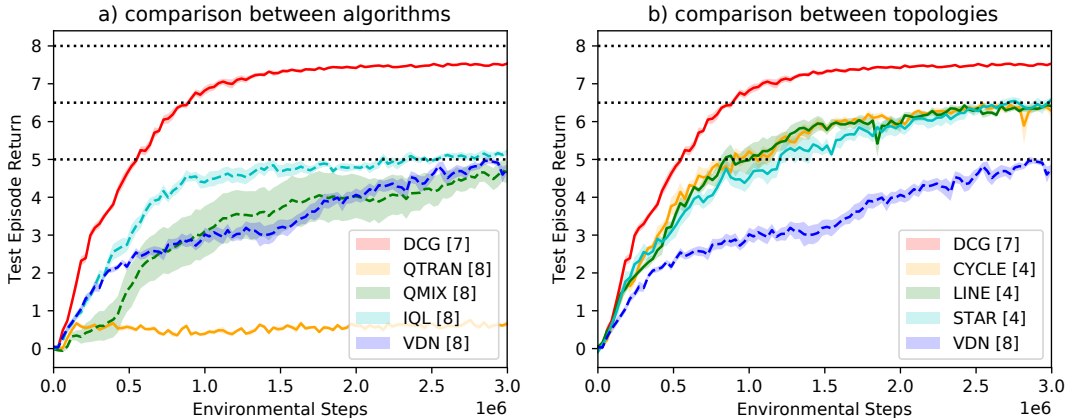 a) comparison between algorithms
Test Episode Return
8
7
6
5
4
3
2
1
0
DCG [7]
QTRAN [8]
QMIX [8]
IQL [8]
VDN [8]
0.0 0.5 1.0 1.5 2.0 2.5 3.0
Environmental Steps 1e6
b) comparison between topologies
Test Episode Return
8
7
6
5
4
3
2
1
0
DCG [7]
CYCLE [4]
LINE [4]
STAR [4]
VDN [8]
0.0 0.5 1.0 1.5 2.0 2.5 3.0
Environmental Steps 1e6